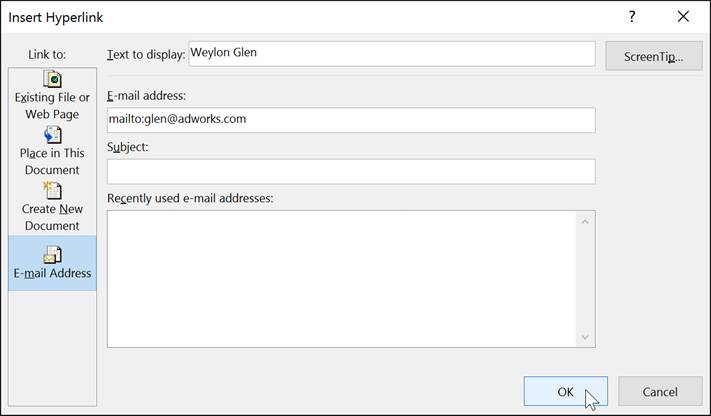 Insert Hyperlink
?
Link to:
Text to display:
Weylon Glen
ScreenTip...
Existing File or
Web Page
Place in This
Document
Create New
Document
E-mail Address
E-mail address:
mailto:glen@adworks.com
Subject:
Recently used e-mail addresses:
OK
Cancel